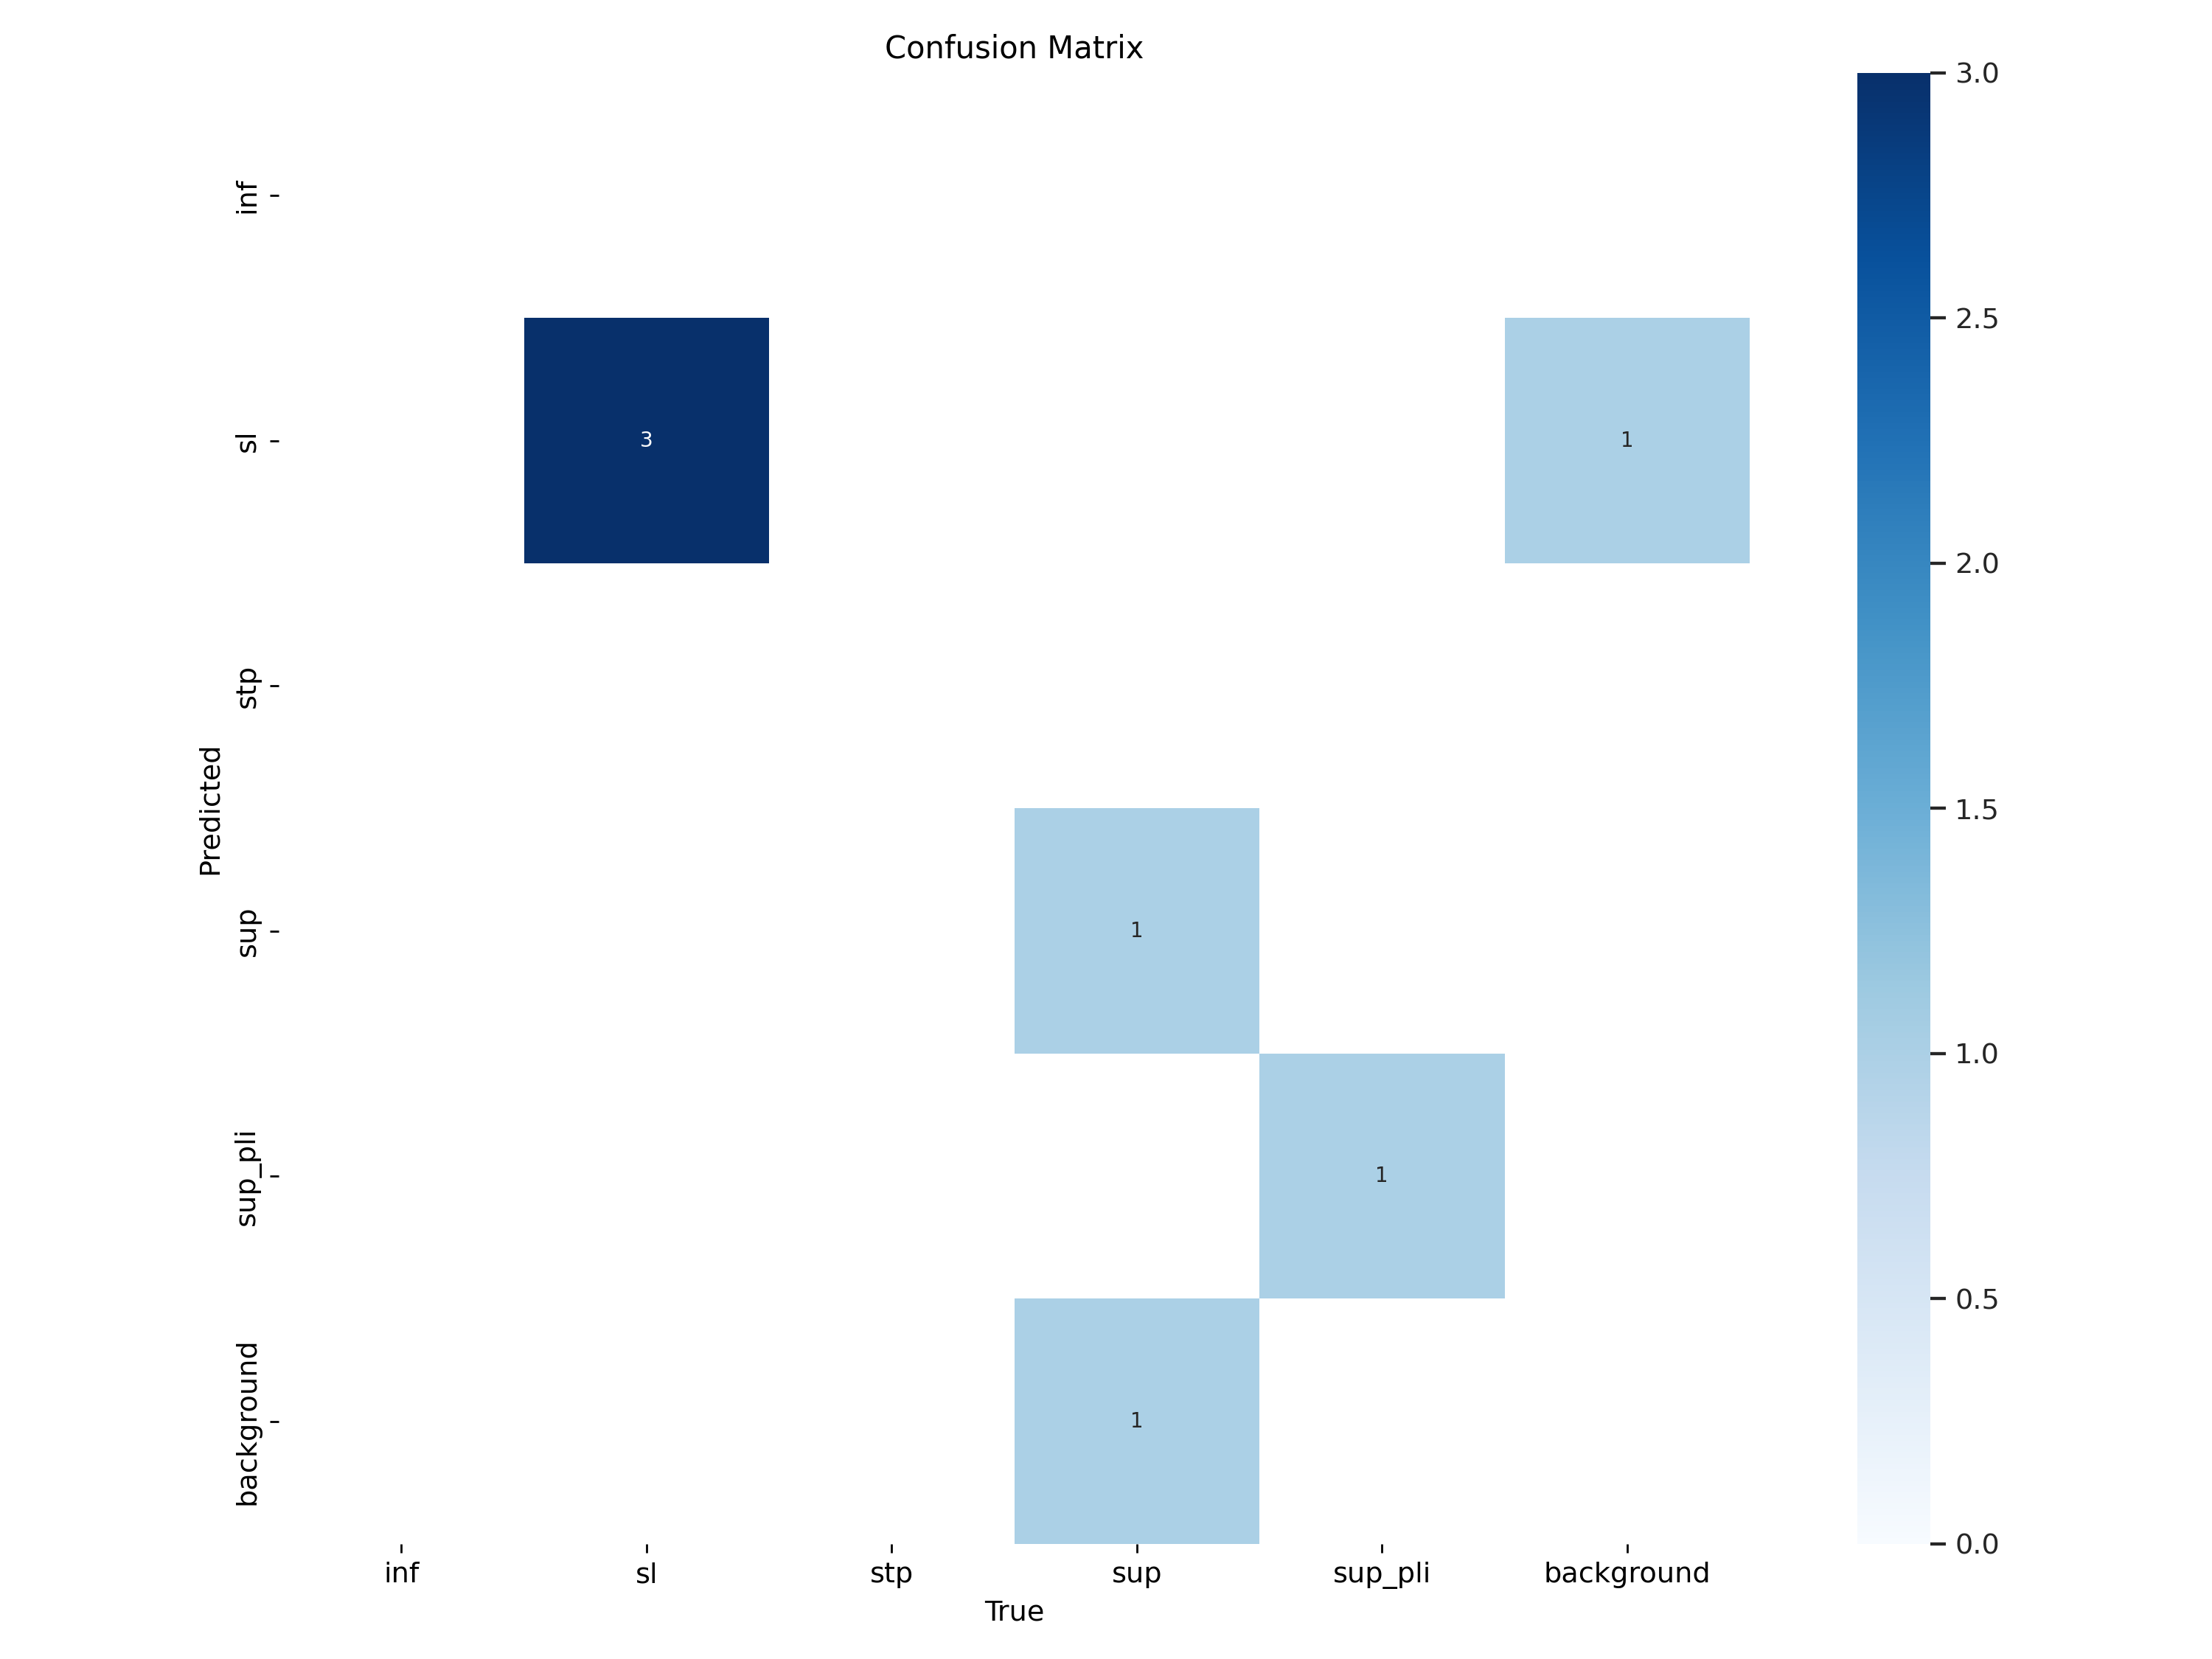 Confusion Matrix
inf
sl
stp
sup
sup_pli
background
Predicted
3
1
1
1
1
inf sl stp sup sup_pli background
True
3.0
2.5
2.0
1.5
1.0
0.5
0.0